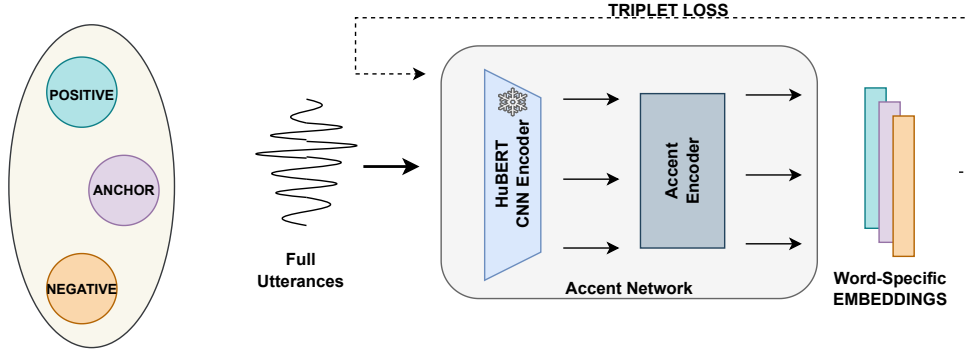 TRIPLET LOSS
POSITIVE
ANCHOR
NEGATIVE
Full
Utterances
HuBERT
CNN Encoder
Accent
Encoder
Accent Network
Word-Specific
EMBEDDINGS